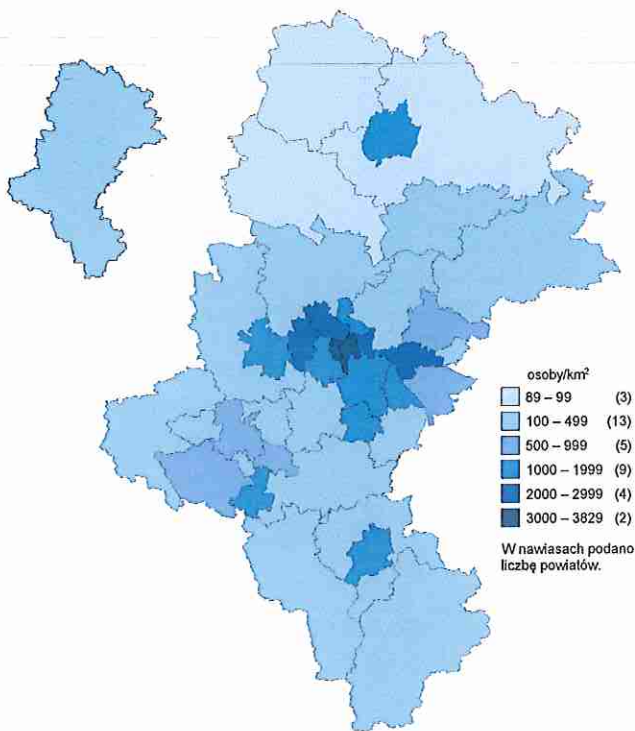 osoby/km²
89 – 99 (3)
100 – 499 (13)
500 – 999 (5)
1000 – 1999 (9)
2000 – 2999 (4)
3000 – 3829 (2)
W nawiasach podano
liczbę powiatów.